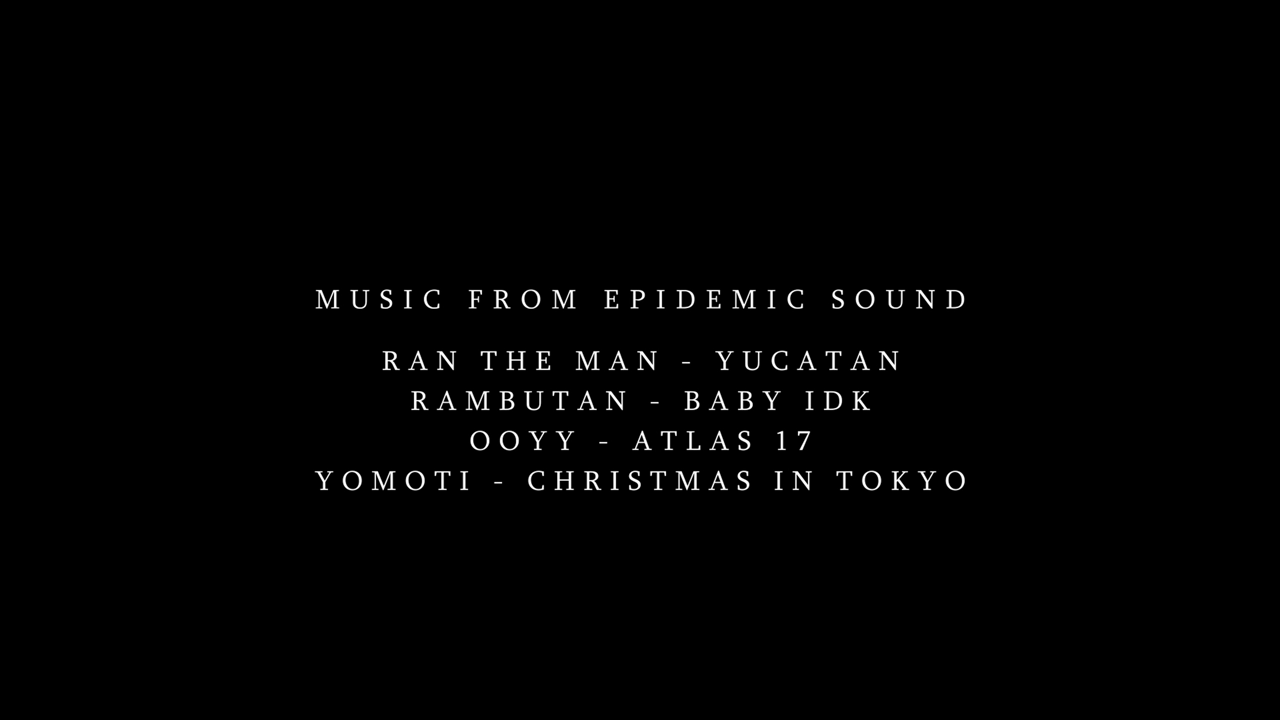 MUSIC FROM EPIDEMIC SOUND
RAN THE MAN - YUCATAN
RAMBUTAN - BABY IDK
OOYY - ATLAS 17
YOMOTI - CHRISTMAS IN TOKYO